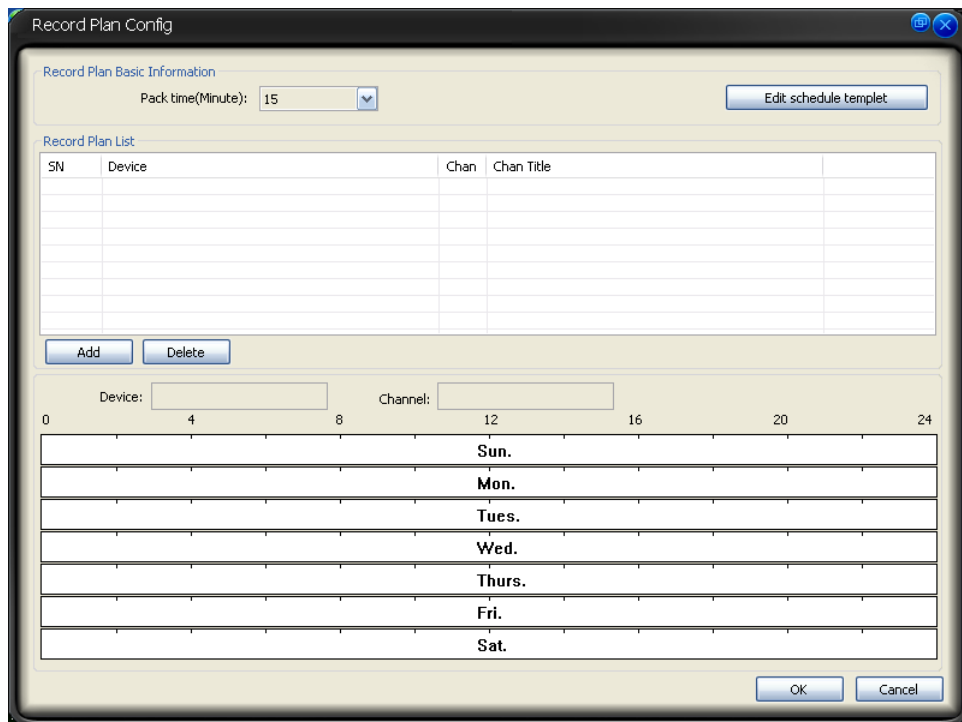 Record Plan Config
Record Plan Basic Information
Pack time(Minute): 15
Edit schedule templet
Record Plan List
SN Device Chan Chan Title
Add Delete
Device: Channel:
0 4 8 12 16 20 24
Sun.
Mon.
Tues.
Wed.
Thurs.
Fri.
Sat.
OK Cancel